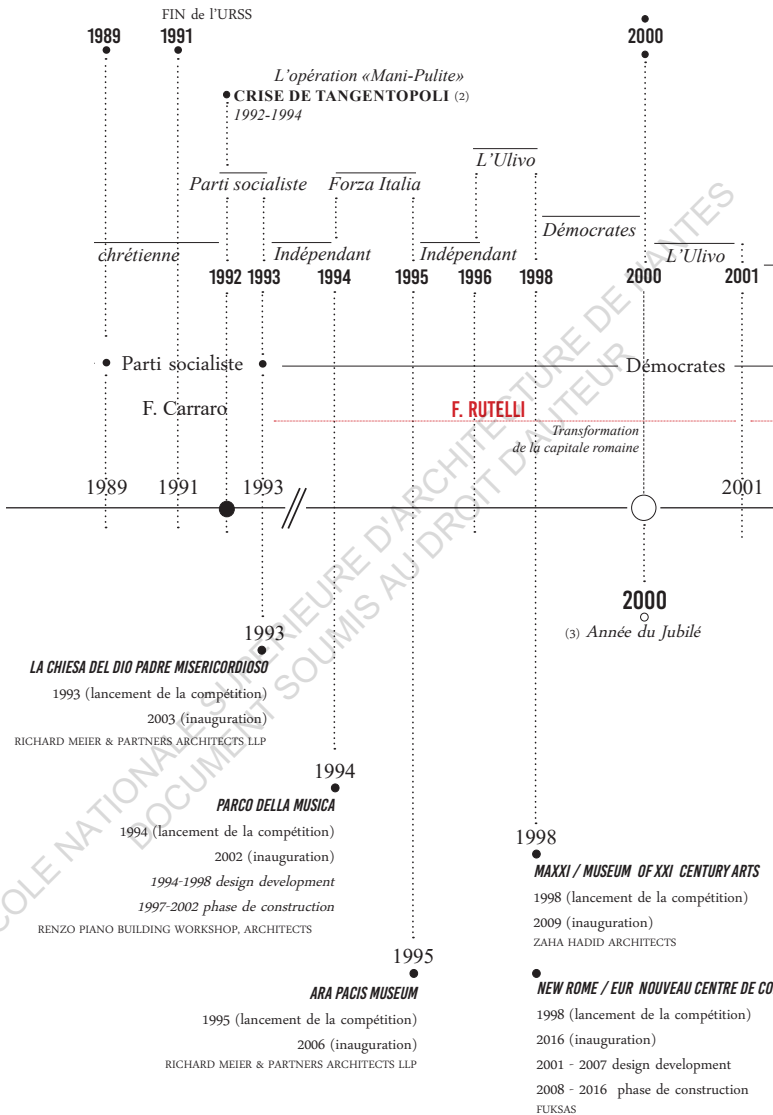 FIN de l'URSS
1989
1991
2000
L'opération «Mani-Pulite»
CRISE DE TANGENTOPOLI (2)
1992-1994
L'Ulivo
Parti socialiste
Forza Italia
Démocrates
chrétienne
Indépendant
Indépendant
L'Ulivo
1992
1993
1994
1995
1996
1998
2000
2001
Parti socialiste
Démocrates
F. Carraro
F. RUTELLI
Transformation
de la capitale romaine
1989
1991
1993
2001
2000
(3) Année du Jubilé
1993
LA CHIESA DEL DIO PADRE MISERICORDIOSO
1993 (lancement de la compétition)
2003 (inauguration)
RICHARD MEIER & PARTNERS ARCHITECTS LLP
1994
PARCO DELLA MUSICA
1994 (lancement de la compétition)
2002 (inauguration)
1994-1998 design development
1997-2002 phase de construction
RENZO PIANO BUILDING WORKSHOP, ARCHITECTS
1995
ARA PACIS MUSEUM
1995 (lancement de la compétition)
2006 (inauguration)
RICHARD MEIER & PARTNERS ARCHITECTS LLP
1998
MAXXI / MUSEUM OF XXI CENTURY ARTS
1998 (lancement de la compétition)
2009 (inauguration)
ZAHA HADID ARCHITECTS
NEW ROME / EUR NOUVEAU CENTRE DE CO
1998 (lancement de la compétition)
2016 (inauguration)
2001 - 2007 design development
2008 - 2016 phase de construction
FUKSAS
COLE NATIONALE SUPERIEURE D'ARCHITECTURE DE NANTES
DOCUMENT SOUMIS AU DROIT D'AUTEUR